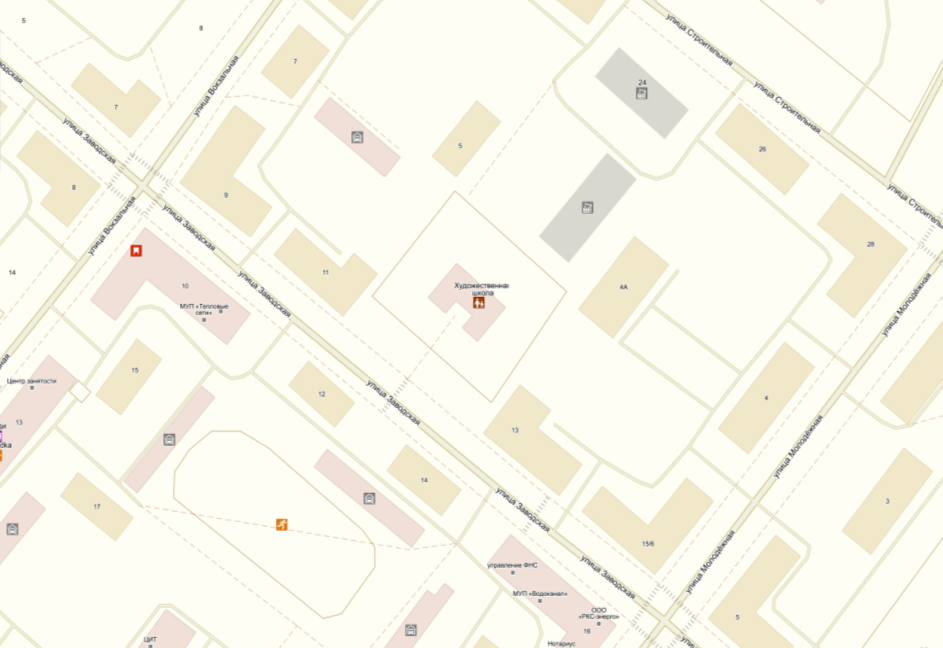 5
8
улица Строительная
7
улица Вокзальная
24
улица Строительная
7
улица Заводская
5
26
8
9
улица Вокзальная
улица Заводская
28
14
11
10
улица Заводская
Художественная
школа
4А
улица Молодёжная
МУП «Тепловые
сети»
15
Центр занятости
12
улица Заводская
4
13
13
улица Молодёжная
14
17
улица Заводская
3
15/6
управление ФНС
улица Заводская
улица Молодёжная
МУП «Водоканал»
ООО
«РКС-энерго»
5
16
ЦИТ
Нотариус